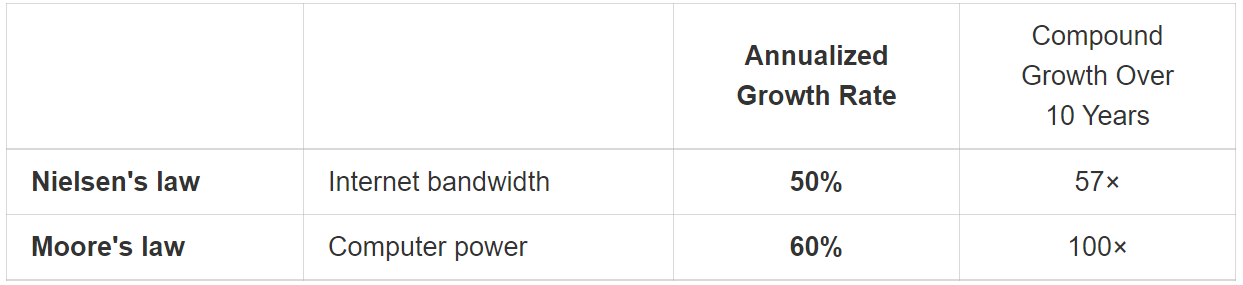 Annualized
Growth Rate
Compound
Growth Over
10 Years
Nielsen's law Internet bandwidth 50% 57×
Moore's law Computer power 60% 100×